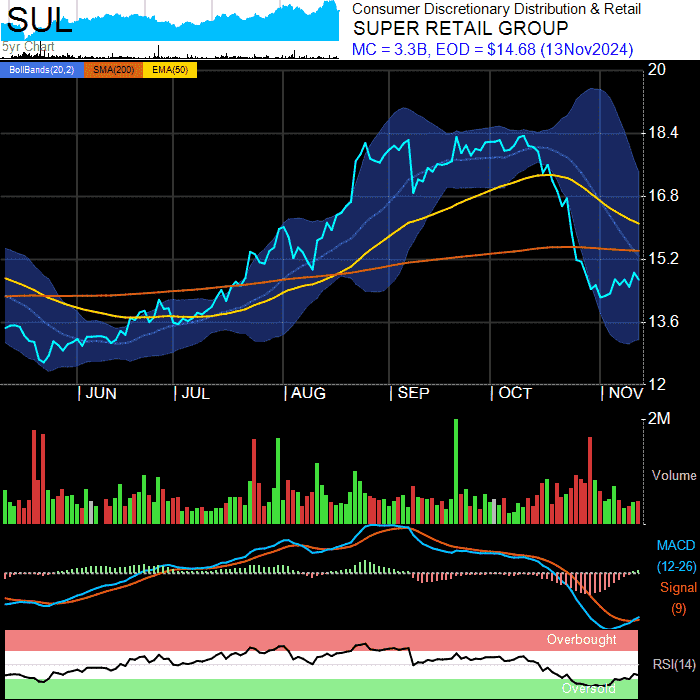 SUL
5yr Chart
Consumer Discretionary Distribution & Retail
SUPER RETAIL GROUP
MC = 3.3B, EOD = $14.68 (13Nov2024)
BollBands(20,2) SMA(200) EMA(50)
20
18.4
16.8
15.2
13.6
12
JUN JUL AUG SEP OCT NOV
2M
Volume
MACD
(12-26)
Signal
(9)
Overbought
RSI(14)
Oversold